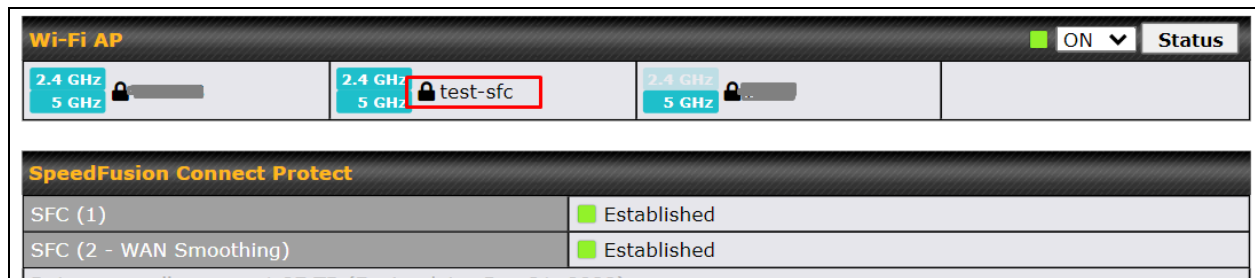 Wi-Fi AP ON Status
2.4 GHz 2.4 GHz 2.4 GHz
5 GHz test-sfc 5 GHz 5 GHz
SpeedFusion Connect Protect
SFC (1) Established
SFC (2 - WAN Smoothing) Established